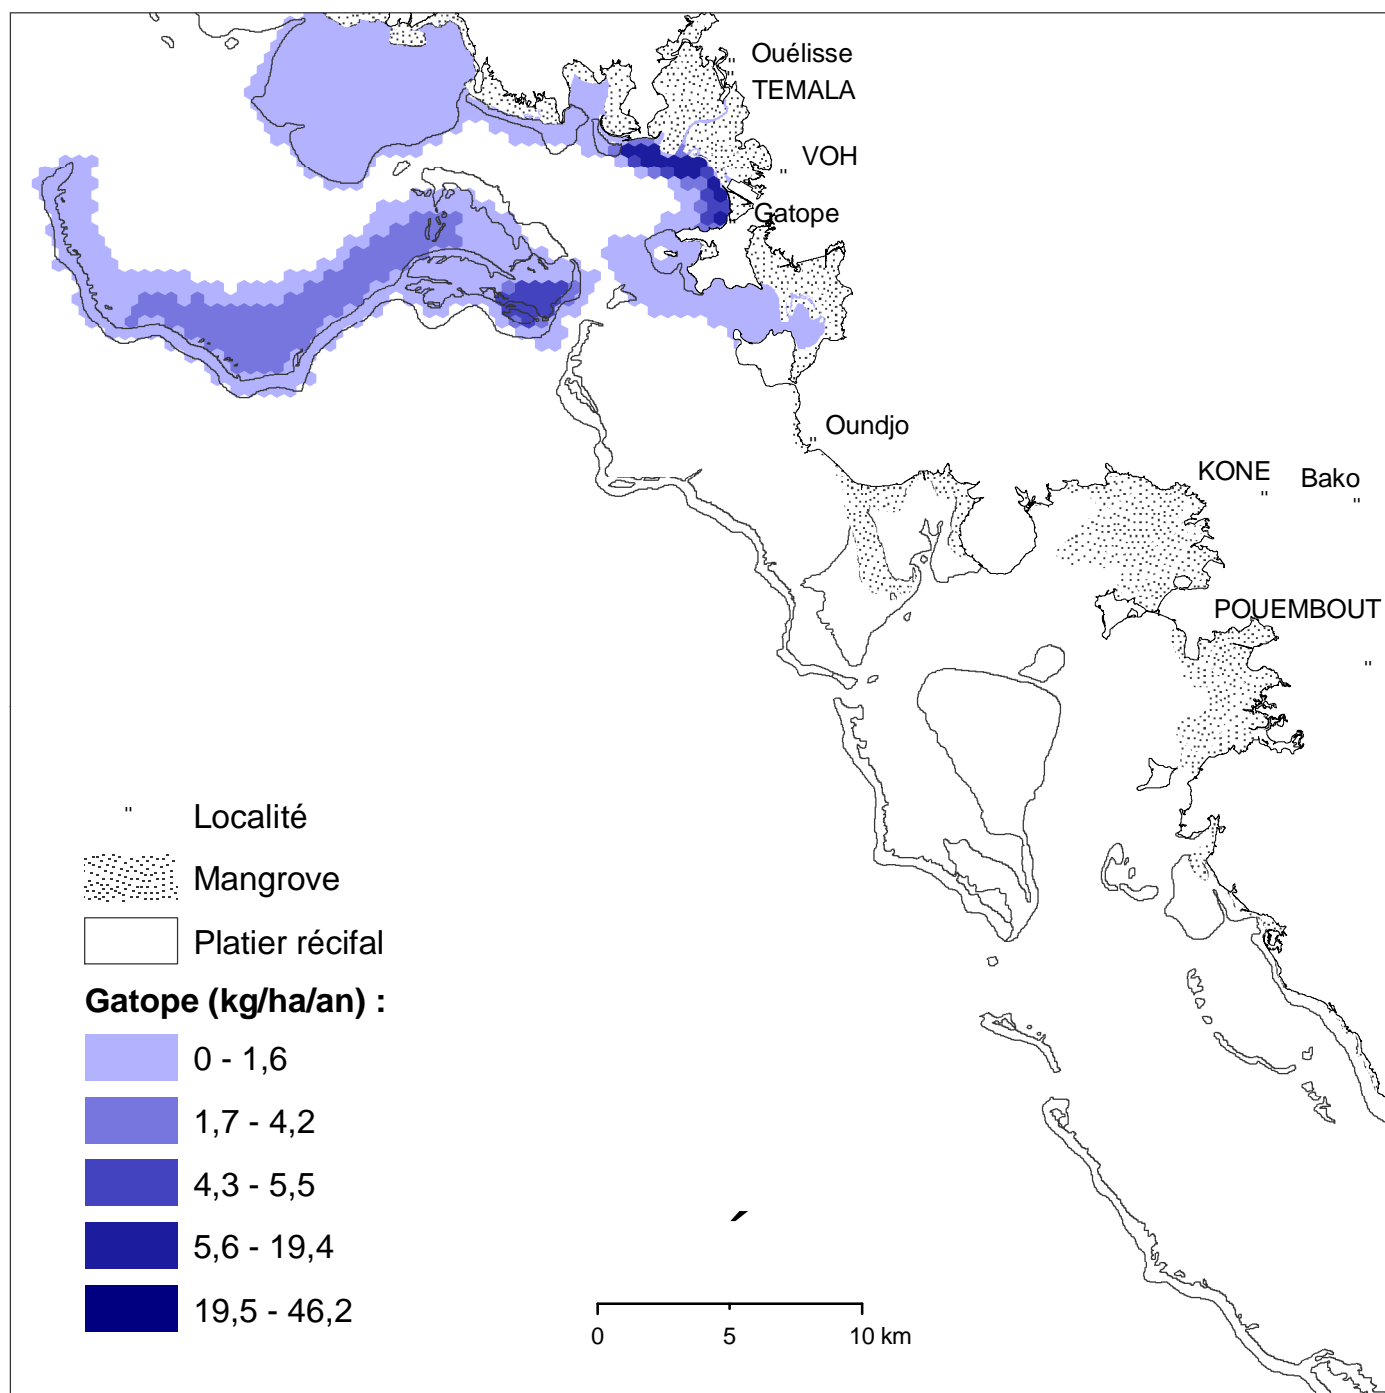 Ouélisse
TEMALA
VOH
Gatope
Oundjo
KONE
Bako
POUEMBOUT
Localité
Mangrove
Platier récifal
Gatope (kg/ha/an) :
0 - 1,6
1,7 - 4,2
4,3 - 5,5
5,6 - 19,4
19,5 - 46,2
0 5 10 km